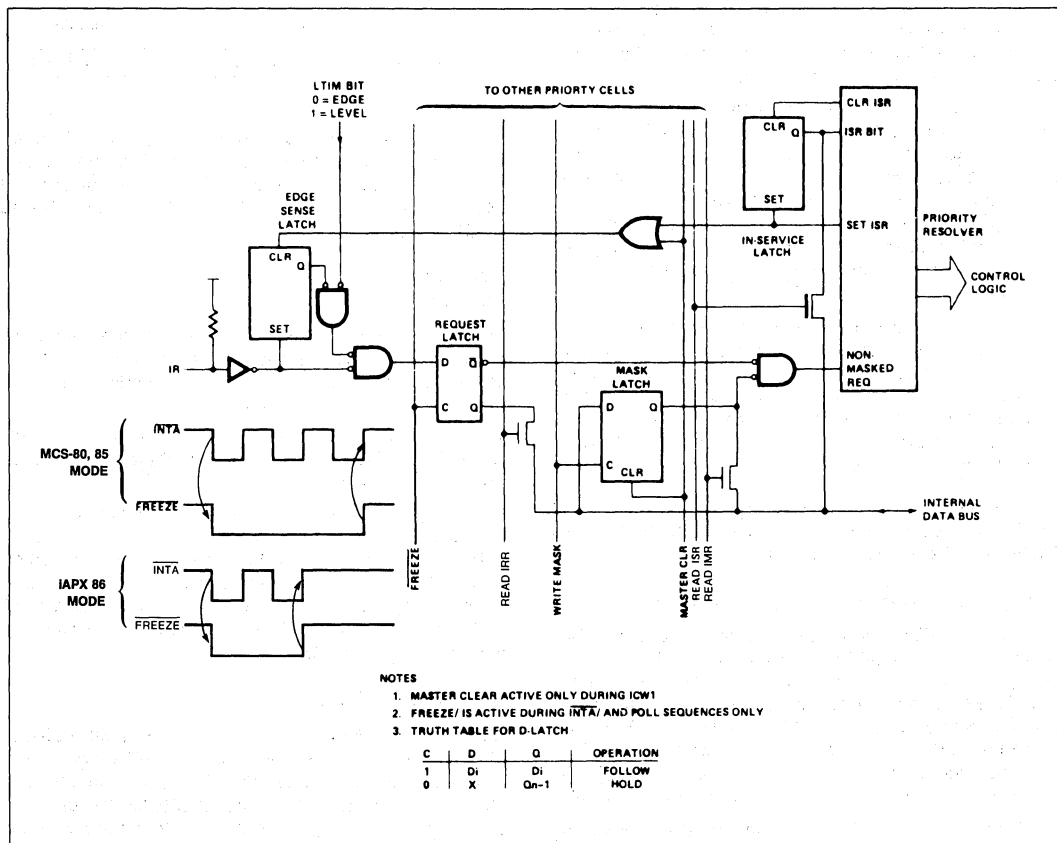 LTIM BIT
0 = EDGE
1 = LEVEL
TO OTHER PRIORTY CELLS
CLR ISR
CLR
Q
ISR BIT
SET
SET ISR
PRIORITY
RESOLVER
IN-SERVICE
LATCH
CONTROL
LOGIC
EDGE
SENSE
LATCH
CLR
Q
SET
IR
REQUEST
LATCH
D
Q
C
Q
MASK
LATCH
D
Q
C
CLR
NON-
MASKED
REQ
INTERNAL
DATA BUS
MCS-80, 85
MODE
INTA
FREEZE
iAPX 86
MODE
INTA
FREEZE
FREEZE
READ IRR
WRITE MASK
MASTER CLR
READ ISR
READ IMR
NOTES
1. MASTER CLEAR ACTIVE ONLY DURING ICW1
2. FREEZE/ IS ACTIVE DURING INTA/ AND POLL SEQUENCES ONLY
3. TRUTH TABLE FOR D-LATCH
C D Q OPERATION
1 Di Di FOLLOW
0 X Qn-1 HOLD